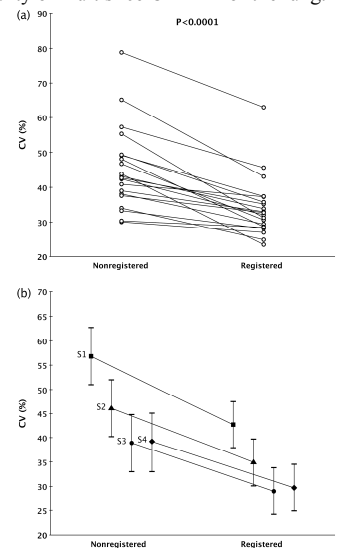 (a)
P<0.0001
90
80
70
60
50
40
30
20
CV (%)
Nonregistered Registered
(b)
70
65
60
55
50
45
40
35
30
25
20
CV (%)
S1
S2
S3
S4
Nonregistered Registered